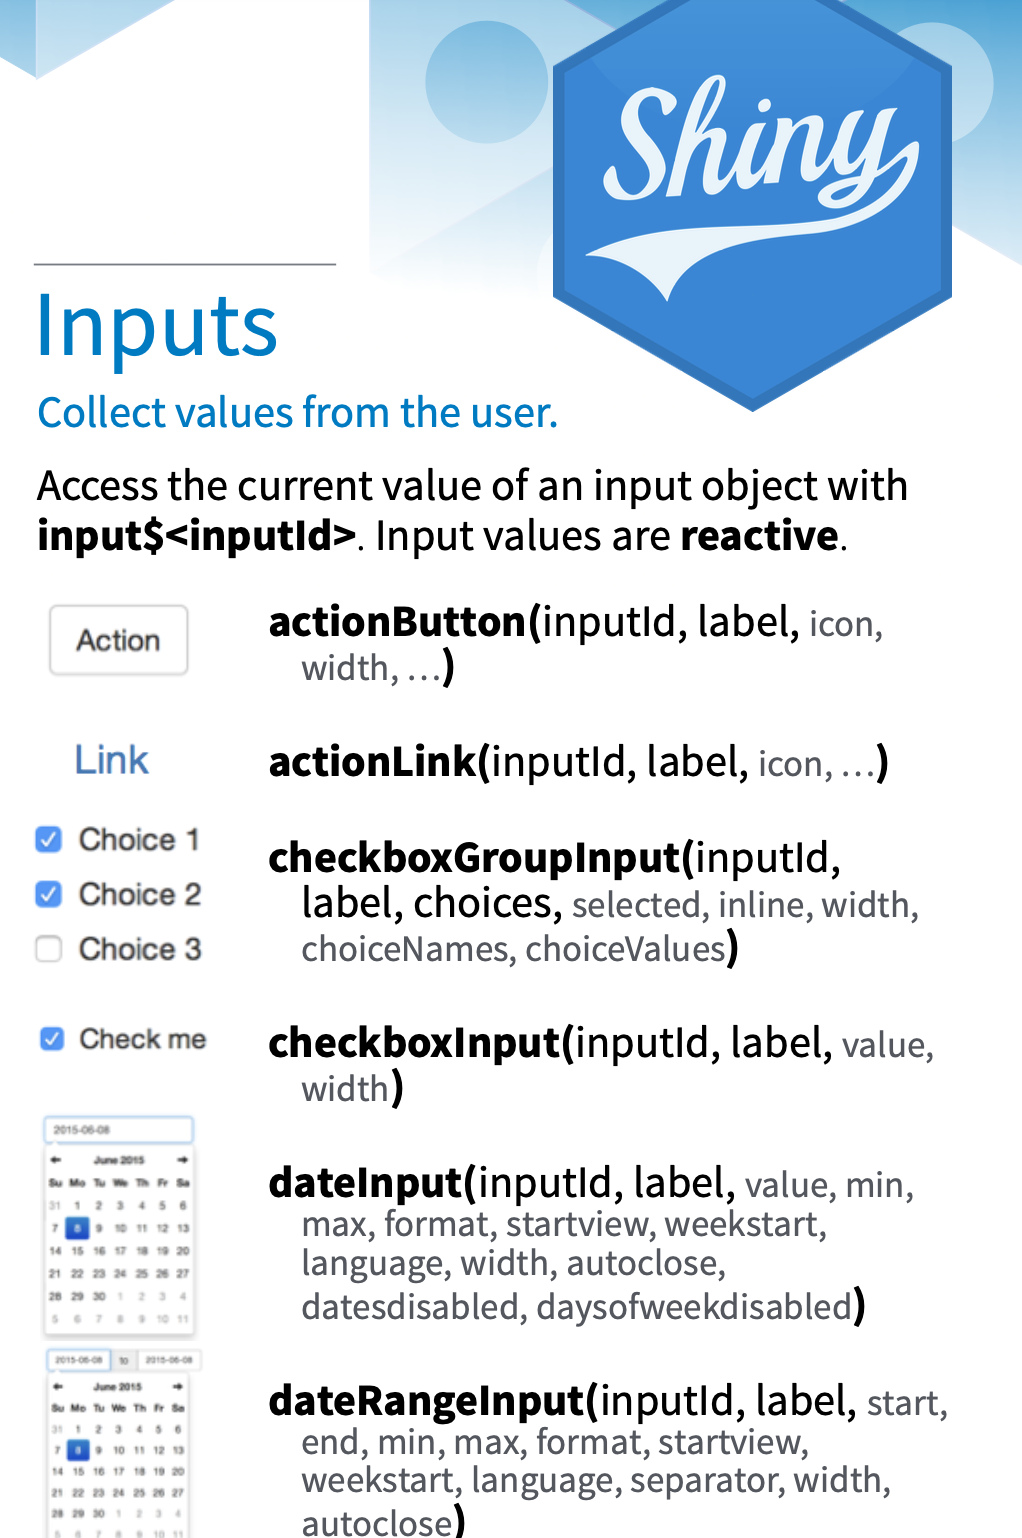 Shiny
Inputs
Collect values from the user.
Access the current value of an input object with
input$<inputId>. Input values are reactive.
Action
actionButton(inputId, label, icon,
width, …)
Link
actionLink(inputId, label, icon, …)
Choice 1
Choice 2
Choice 3
checkboxGroupInput(inputId,
label, choices, selected, inline, width,
choiceNames, choiceValues)
Check me
checkboxInput(inputId, label, value,
width)
2015-06-08
← June 2015 →
Su Mo Tu We Th Fr Sa
31 1 2 3 4 5 6
7 8 9 10 11 12 13
14 15 16 17 18 19 20
21 22 23 24 25 26 27
28 29 30 1 2 3 4
5 6 7 8 9 10 11
dateInput(inputId, label, value, min,
max, format, startview, weekstart,
language, width, autoclose,
datesdisabled, daysofweekdisabled)
2015-06-08 to 2015-06-08
← June 2015 →
Su Mo Tu We Th Fr Sa
31 1 2 3 4 5 6
7 8 9 10 11 12 13
14 15 16 17 18 19 20
21 22 23 24 25 26 27
28 29 30 1 2 3 4
5 6 7 8 9 10 11
dateRangeInput(inputId, label, start,
end, min, max, format, startview,
weekstart, language, separator, width,
autoclose)